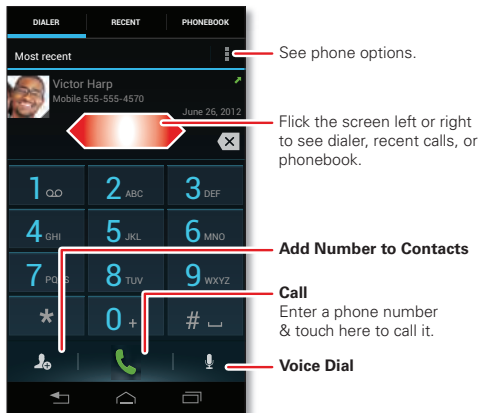 DIALER RECENT PHONEBOOK
Most recent
See phone options.
Victor Harp
Mobile 555-555-4570
June 26, 2012
Flick the screen left or right
to see dialer, recent calls, or
phonebook.
1 2 ABC 3 DEF
4 GHI 5 JKL 6 MNO
Add Number to Contacts
7 PQRS 8 TUV 9 WXYZ
Call
Enter a phone number
& touch here to call it.
* 0 + #
Voice Dial